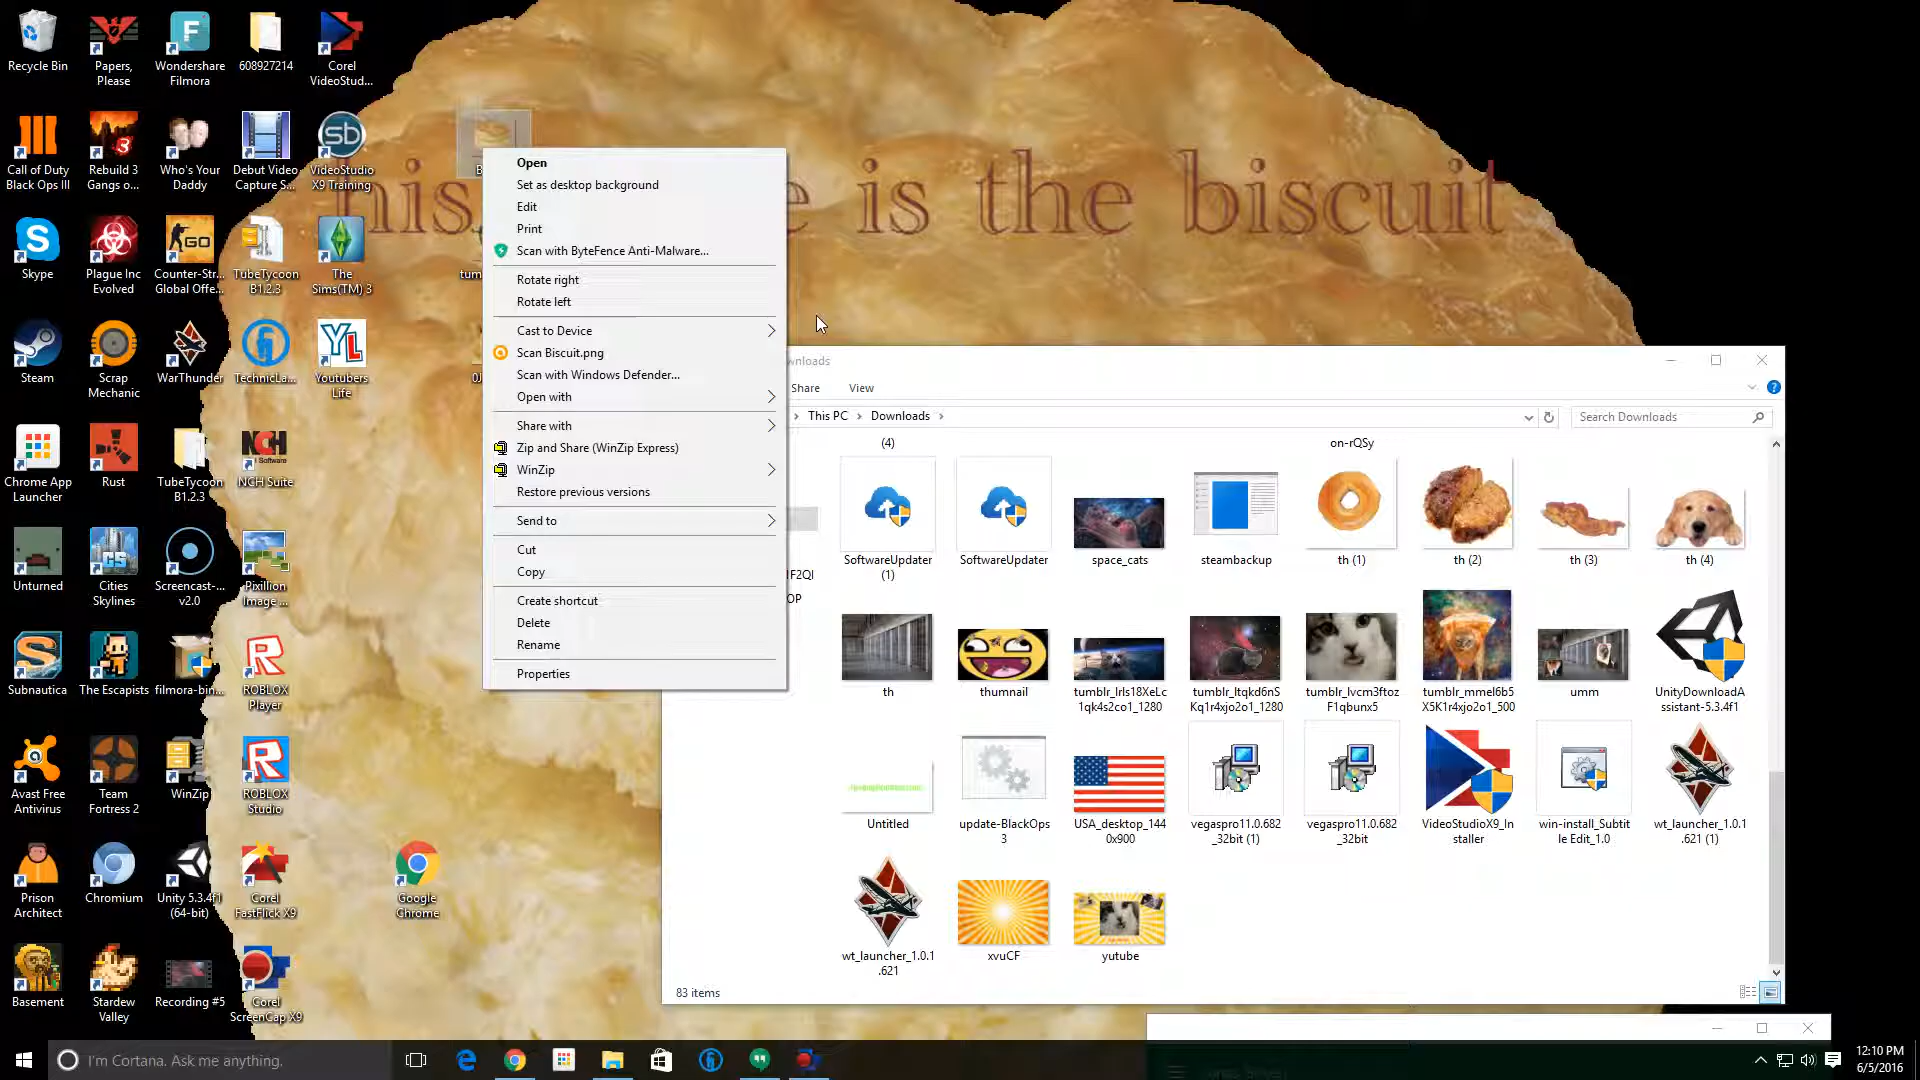 Recycle Bin
Papers,
Please
Wondershare
Filmora
608927214
Corel
VideoStud...
Call of Duty
Black Ops III
Rebuild 3
Gangs o...
Who's Your
Daddy
Debut Video
Capture S...
VideoStudio
X9 Training
Skype
Plague Inc
Evolved
Counter-Str...
Global Offe...
TubeTycoon
B1.2.3
The
Sims(TM) 3
Steam
Scrap
Mechanic
WarThunder
TechnicLa...
Youtubers
Life
Chrome App
Launcher
Rust
TubeTycoon
B1.2.3
NCH Suite
Unturned
Cities
Skylines
Screencast-...
v2.0
Pixillion
Image ...
Subnautica
The Escapists
filmora-bin...
ROBLOX
Player
Avast Free
Antivirus
Team
Fortress 2
WinZip
ROBLOX
Studio
Prison
Architect
Chromium
Unity 5.3.4f1
(64-bit)
Corel
FastFlick X9
Google
Chrome
Basement
Stardew
Valley
Recording #5
Corel
ScreenCap X9
is the biscuit
Open
Set as desktop background
Edit
Print
Scan with ByteFence Anti-Malware...
Rotate right
Rotate left
Cast to Device
Scan Biscuit.png
Scan with Windows Defender...
Open with
Share with
Zip and Share (WinZip Express)
WinZip
Restore previous versions
Send to
Cut
Copy
Create shortcut
Delete
Rename
Properties
wnloads
Share
View
This PC
Downloads
Search Downloads
(4)
on-rQSy
SoftwareUpdater
(1)
SoftwareUpdater
space_cats
steambackup
th (1)
th (2)
th (3)
th (4)
th
thumnail
tumblr_lrls18XeLc
1qk4s2co1_1280
tumblr_ltqkd6nS
Kq1r4xjo2o1_1280
tumblr_lvcm3ftoz
F1qbunx5
tumblr_mmel6b5
X5K1r4xjo2o1_500
umm
UnityDownloadA
ssistant-5.3.4f1
Untitled
update-BlackOps
3
USA_desktop_144
0x900
vegaspro11.0.682
_32bit (1)
vegaspro11.0.682
_32bit
VideoStudioX9_In
staller
win-install_Subtit
le Edit_1.0
wt_launcher_1.0.1
.621 (1)
wt_launcher_1.0.1
.621
xvuCF
yutube
83 items
I'm Cortana. Ask me anything.
12:10 PM
6/5/2016